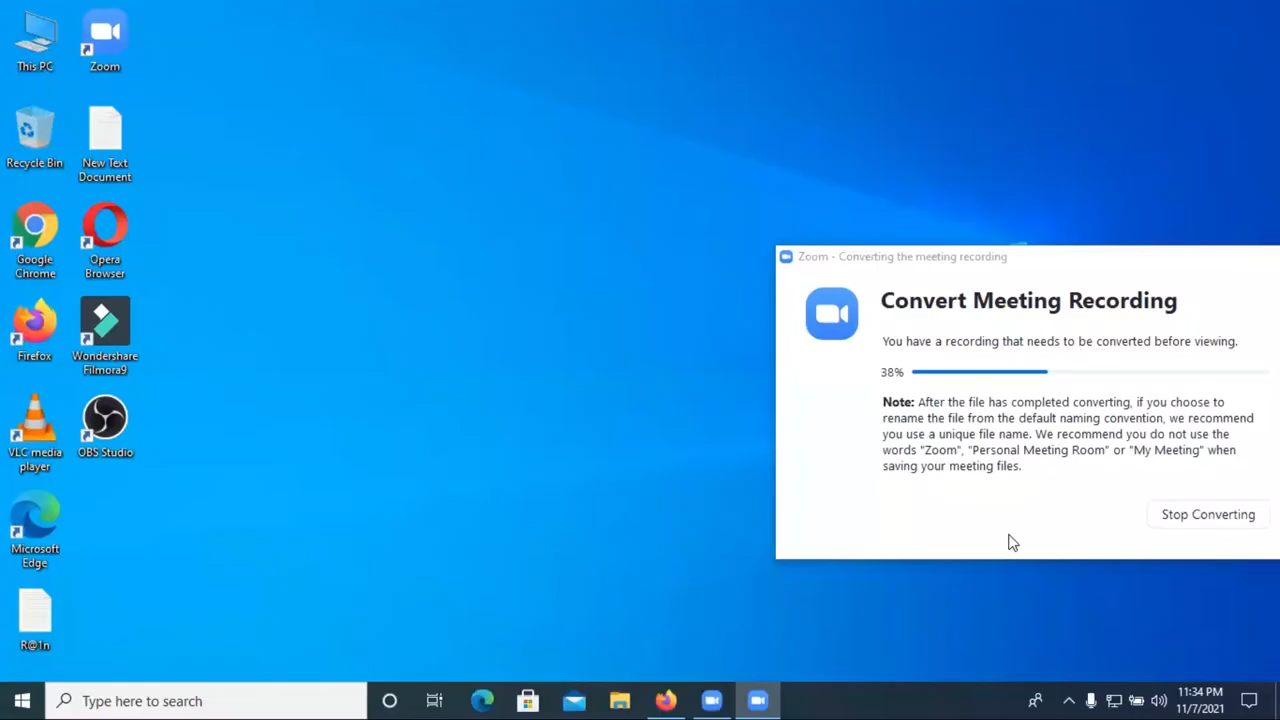 This PC
Zoom
Recycle Bin
New Text
Document
Google
Chrome
Opera
Browser
Firefox
Wondershare
Filmora9
VLC media
player
OBS Studio
Microsoft
Edge
R@1n
Zoom - Converting the meeting recording
Convert Meeting Recording
You have a recording that needs to be converted before viewing.
38%
Note: After the file has completed converting, if you choose to
rename the file from the default naming convention, we recommend
you use a unique file name. We recommend you do not use the
words "Zoom", "Personal Meeting Room" or "My Meeting" when
saving your meeting files.
Stop Converting
Type here to search
11:34 PM
11/7/2021